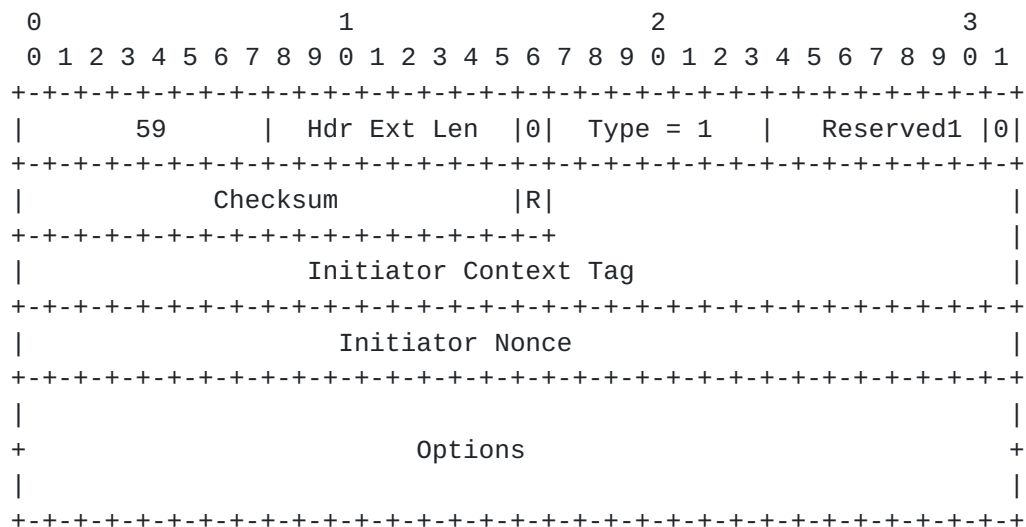 0                   1                   2                   3
 0 1 2 3 4 5 6 7 8 9 0 1 2 3 4 5 6 7 8 9 0 1 2 3 4 5 6 7 8 9 0 1
+-+-+-+-+-+-+-+-+-+-+-+-+-+-+-+-+-+-+-+-+-+-+-+-+-+-+-+-+-+-+-+-+
|       59      |  Hdr Ext Len  |0|  Type = 1   |   Reserved1 |0|
+-+-+-+-+-+-+-+-+-+-+-+-+-+-+-+-+-+-+-+-+-+-+-+-+-+-+-+-+-+-+-+-+
|            Checksum           |R|                             |
+-+-+-+-+-+-+-+-+-+-+-+-+-+-+-+-+-+                             |
|                  Initiator Context Tag                        |
+-+-+-+-+-+-+-+-+-+-+-+-+-+-+-+-+-+-+-+-+-+-+-+-+-+-+-+-+-+-+-+-+
|                    Initiator Nonce                            |
+-+-+-+-+-+-+-+-+-+-+-+-+-+-+-+-+-+-+-+-+-+-+-+-+-+-+-+-+-+-+-+-+
|                                                               |
+                         Options                               +
|                                                               |
+-+-+-+-+-+-+-+-+-+-+-+-+-+-+-+-+-+-+-+-+-+-+-+-+-+-+-+-+-+-+-+-+